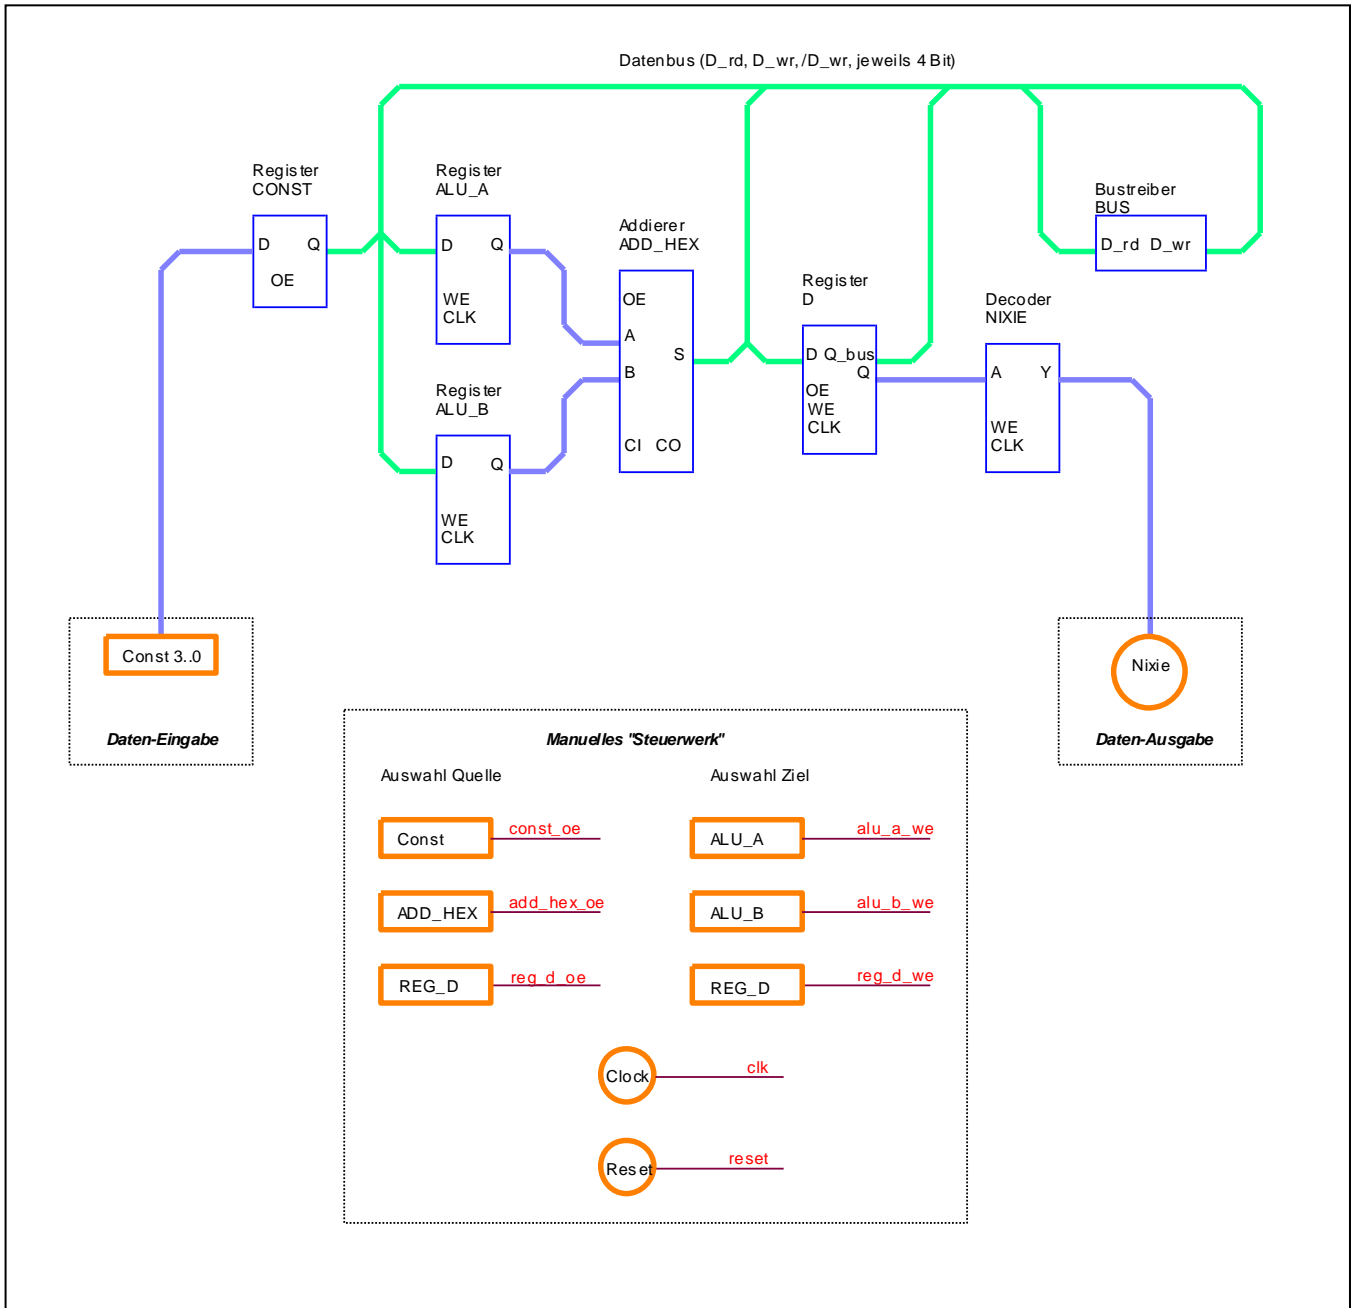 Datenbus (D_rd, D_wr, /D_wr, jeweils 4 Bit)
Register
CONST
D Q
OE
Register
ALU_A
D Q
WE
CLK
Register
ALU_B
D Q
WE
CLK
Addierer
ADD_HEX
OE
A
S
B
CI CO
Register
D
D Q_bus
Q
OE
WE
CLK
Decoder
NIXIE
A Y
WE
CLK
Bustreiber
BUS
D_rd D_wr
Const 3..0
Daten-Eingabe
Nixie
Daten-Ausgabe
Manuelles "Steuerwerk"
Auswahl Quelle
Auswahl Ziel
Const
const_oe
ALU_A
alu_a_we
ADD_HEX
add_hex_oe
ALU_B
alu_b_we
REG_D
reg_d_oe
REG_D
reg_d_we
Clock
clk
Reset
reset